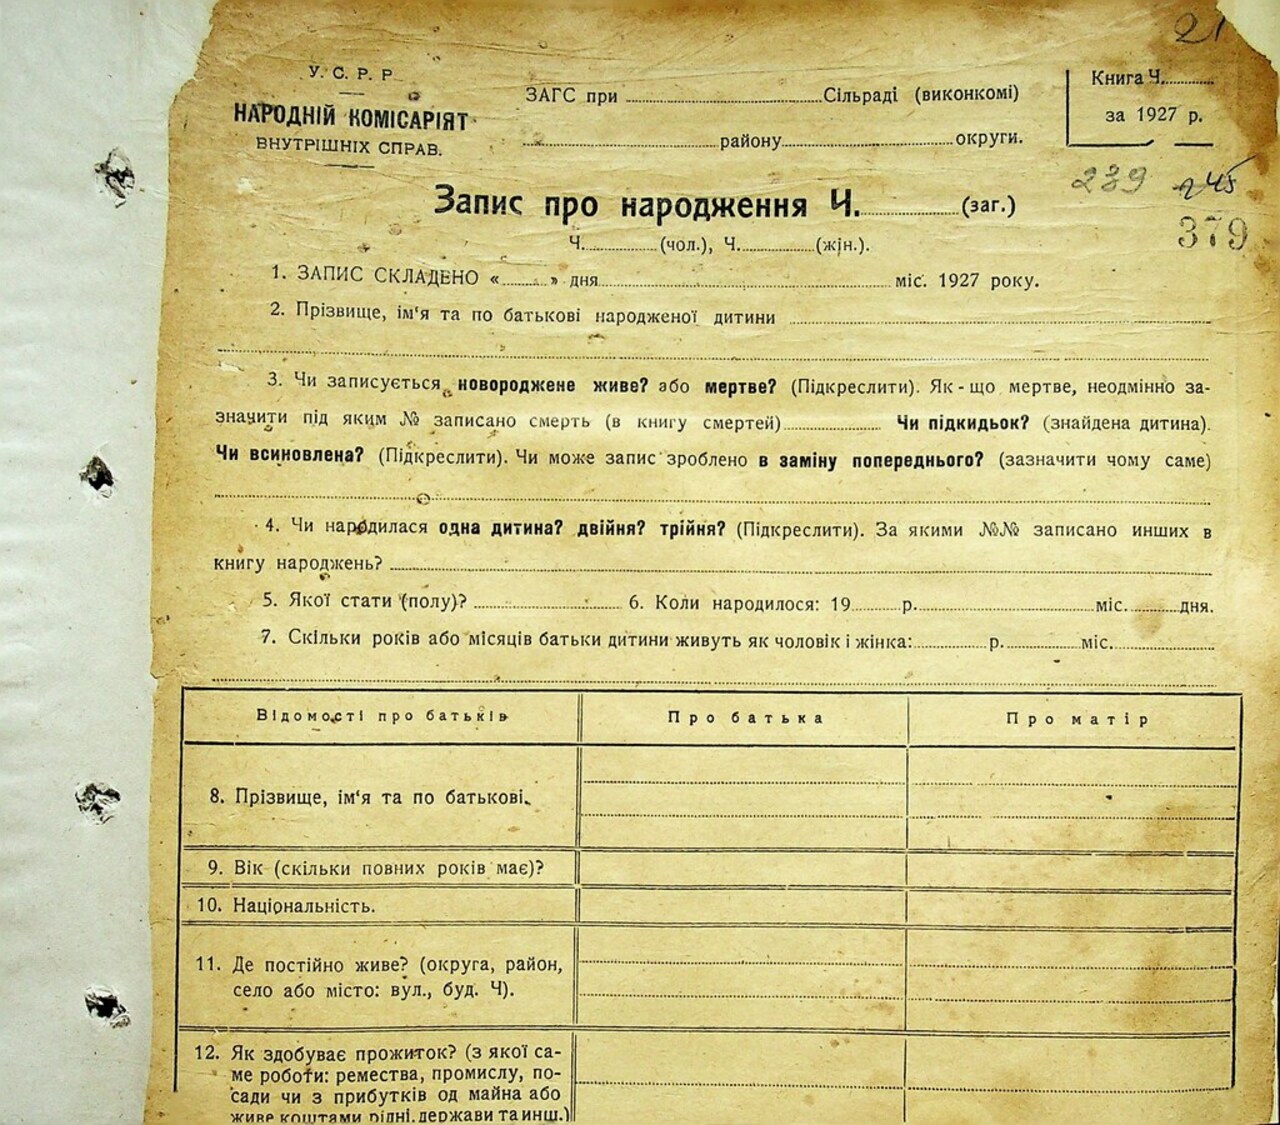 21
У. С. Р. Р
НАРОДНІЙ КОМІСАРІЯТ
ВНУТРІШНІХ СПРАВ.
ЗАГС при ........ Сільраді (виконкомі)
........ району ........ округи.
Книга Ч.........
за 1927 р.
239 245
379
Запис про народження Ч. ........ (заг.)
Ч. ........ (чол.), Ч. ........ (жін.).
1. ЗАПИС СКЛАДЕНО « ........ » дня ........ міс. 1927 року.
2. Прізвище, ім‘я та по батькові народженої дитини ........
3. Чи записується новороджене живе? або мертве? (Підкреслити). Як-що мертве, неодмінно за-
значити під яким № записано смерть (в книгу смертей) ........ Чи підкидьок? (знайдена дитина).
Чи всиновлена? (Підкреслити). Чи може запис зроблено в заміну попереднього? (зазначити чому саме)
4. Чи народилася одна дитина? двійня? трійня? (Підкреслити). За якими №№ записано инших в
книгу народжень? ........
5. Якої стати (полу)? ........ 6. Коли народилося: 19 ........ р. ........ міс. ........ дня.
7. Скільки років або місяців батьки дитини живуть як чоловік і жінка: ........ р. ........ міс. ........
Відомості про батьків
Про батька
Про матір
8. Прізвище, ім‘я та по батькові.
9. Вік (скільки повних років має)?
10. Національність.
11. Де постійно живе? (округа, район,
село або місто: вул., буд. Ч).
12. Як здобуває прожиток? (з якої са-
ме роботи: ремества, промислу, по-
сади чи з прибутків од майна або
живе коштами рідні, держави та инш.)